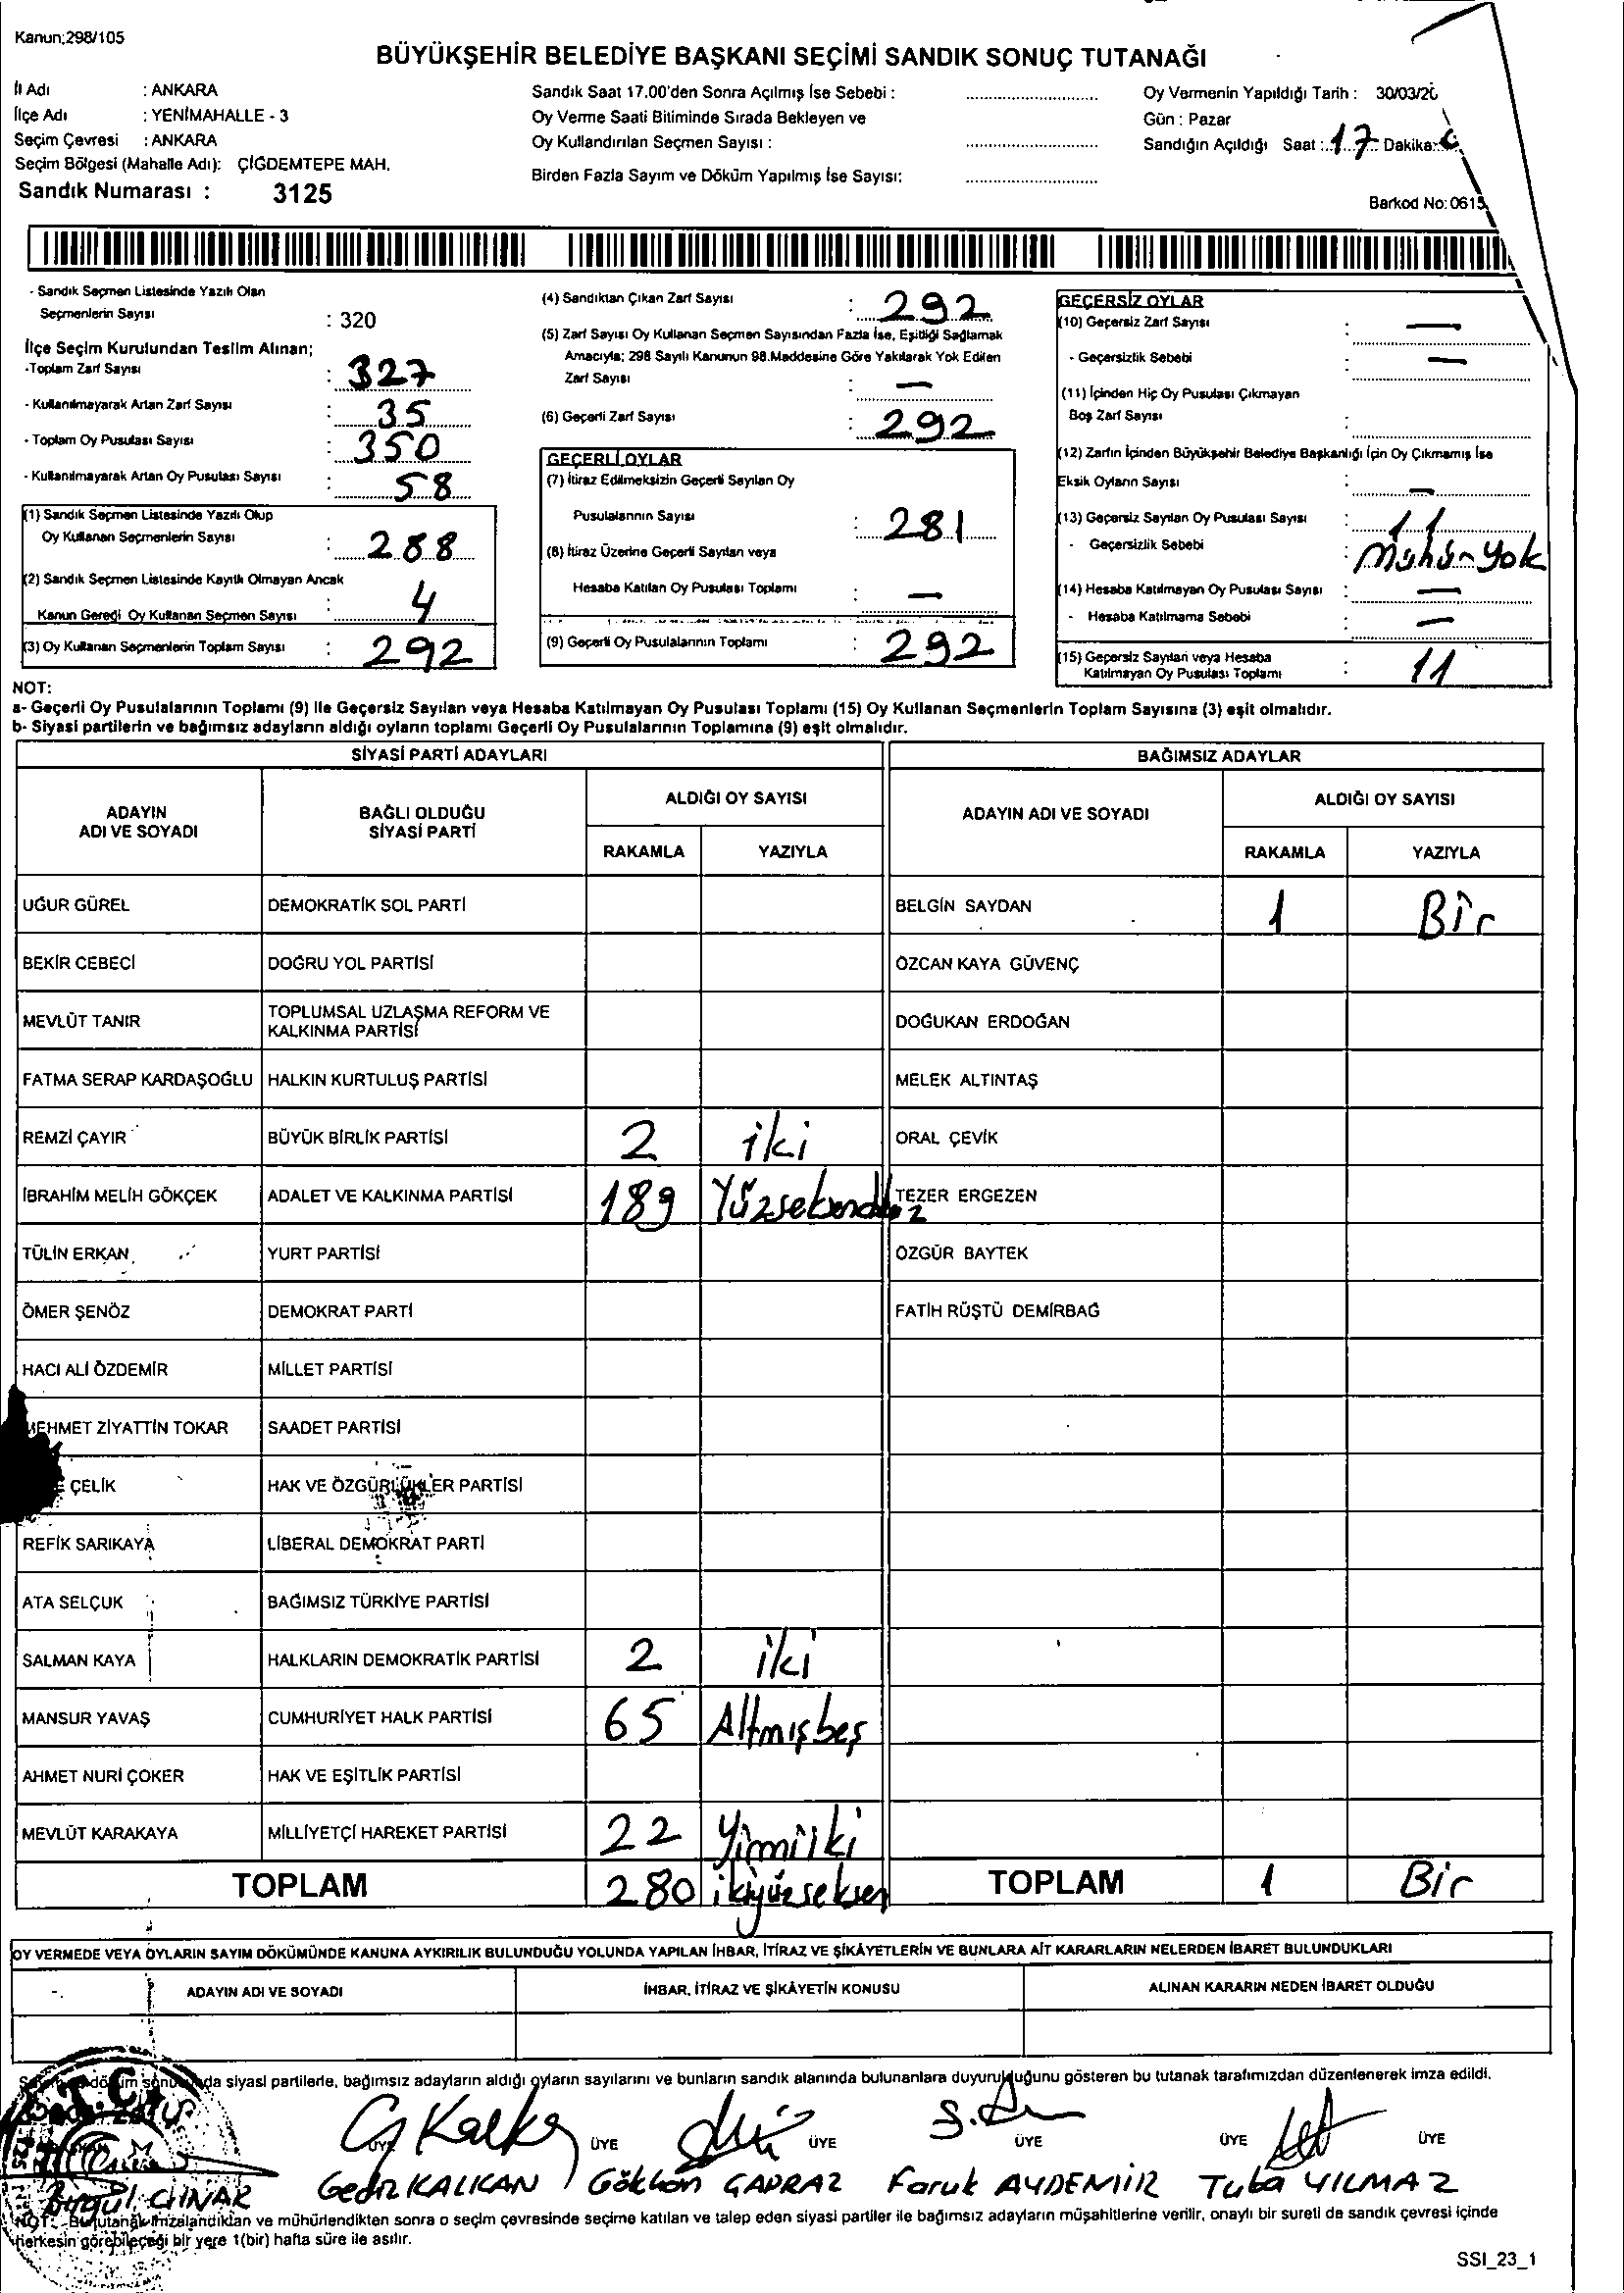 Kanun;298/105
BÜYÜKŞEHİR BELEDİYE BAŞKANI SEÇİMİ SANDIK SONUÇ TUTANAĞI
İl Adı : ANKARA
İlçe Adı : YENİMAHALLE - 3
Seçim Çevresi : ANKARA
Seçim Bölgesi (Mahalle Adı): ÇİĞDEMTEPE MAH.
Sandık Numarası : 3125
Sandık Saat 17.00'den Sonra Açılmış İse Sebebi :
Oy Verme Saati Bitiminde Sırada Bekleyen ve
Oy Kullandırılan Seçmen Sayısı :
Birden Fazla Sayım ve Döküm Yapılmış İse Sayısı:
Oy Vermenin Yapıldığı Tarih : 30/03/20
Gün : Pazar
Sandığın Açıldığı Saat : 17 Dakika:
Barkod No: 0615
- Sandık Seçmen Listesinde Yazılı Olan
Seçmenlerin Sayısı : 320
İlçe Seçim Kurulundan Teslim Alınan;
-Toplam Zarf Sayısı : 327
- Kullanılmayarak Artan Zarf Sayısı : 35
- Toplam Oy Pusulası Sayısı : 350
- Kullanılmayarak Artan Oy Pusulası Sayısı : 58
(1) Sandık Seçmen Listesinde Yazılı Olup
Oy Kullanan Seçmenlerin Sayısı : 288
(2) Sandık Seçmen Listesinde Kayıtlı Olmayan Ancak
Kanun Gereği Oy Kullanan Seçmen Sayısı : 4
(3) Oy Kullanan Seçmenlerin Toplam Sayısı : 292
(4) Sandıktan Çıkan Zarf Sayısı : 292
(5) Zarf Sayısı Oy Kullanan Seçmen Sayısından Fazla İse, Eşitliği Sağlamak
Amacıyla; 298 Sayılı Kanunun 98.Maddesine Göre Yakılarak Yok Edilen
Zarf Sayısı : —
(6) Geçerli Zarf Sayısı : 292
GEÇERLİ OYLAR
(7) İtiraz Edilmeksizin Geçerli Sayılan Oy
Pusulalarının Sayısı : 281
(8) İtiraz Üzerine Geçerli Sayılan veya
Hesaba Katılan Oy Pusulası Toplamı : —
(9) Geçerli Oy Pusulalarının Toplamı : 292
GEÇERSİZ OYLAR
(10) Geçersiz Zarf Sayısı : —
- Geçersizlik Sebebi : —
(11) İçinden Hiç Oy Pusulası Çıkmayan
Boş Zarf Sayısı :
(12) Zarfın İçinden Büyükşehir Belediye Başkanlığı İçin Oy Çıkmamış İse
Eksik Oyların Sayısı : —
(13) Geçersiz Sayılan Oy Pusulası Sayısı : 11
- Geçersizlik Sebebi : Mühür yok
(14) Hesaba Katılmayan Oy Pusulası Sayısı : —
- Hesaba Katılmama Sebebi : —
(15) Geçersiz Sayılan veya Hesaba
Katılmayan Oy Pusulası Toplamı : 11
NOT:
a- Geçerli Oy Pusulalarının Toplamı (9) ile Geçersiz Sayılan veya Hesaba Katılmayan Oy Pusulası Toplamı (15) Oy Kullanan Seçmenlerin Toplam Sayısına (3) eşit olmalıdır.
b- Siyasi partilerin ve bağımsız adayların aldığı oyların toplamı Geçerli Oy Pusulalarının Toplamına (9) eşit olmalıdır.
SİYASİ PARTİ ADAYLARI BAĞIMSIZ ADAYLAR
ADAYIN ADI VE SOYADI BAĞLI OLDUĞU SİYASİ PARTİ ALDIĞI OY SAYISI ADAYIN ADI VE SOYADI ALDIĞI OY SAYISI
RAKAMLA YAZIYLA RAKAMLA YAZIYLA
UĞUR GÜREL DEMOKRATİK SOL PARTİ BELGİN SAYDAN 1 Bir
BEKİR CEBECİ DOĞRU YOL PARTİSİ ÖZCAN KAYA GÜVENÇ
MEVLÜT TANIR TOPLUMSAL UZLAŞMA REFORM VE KALKINMA PARTİSİ DOĞUKAN ERDOĞAN
FATMA SERAP KARDAŞOĞLU HALKIN KURTULUŞ PARTİSİ MELEK ALTINTAŞ
REMZİ ÇAYIR BÜYÜK BİRLİK PARTİSİ 2 iki ORAL ÇEVİK
İBRAHİM MELİH GÖKÇEK ADALET VE KALKINMA PARTİSİ 189 Yüzseksendokuz TEZER ERGEZEN
TÜLİN ERKAN YURT PARTİSİ ÖZGÜR BAYTEK
ÖMER ŞENÖZ DEMOKRAT PARTİ FATİH RÜŞTÜ DEMİRBAĞ
HACI ALİ ÖZDEMİR MİLLET PARTİSİ
MEHMET ZİYATTİN TOKAR SAADET PARTİSİ
ÇELİK HAK VE ÖZGÜRLÜKLER PARTİSİ
REFİK SARIKAYA LİBERAL DEMOKRAT PARTİ
ATA SELÇUK BAĞIMSIZ TÜRKİYE PARTİSİ
SALMAN KAYA HALKLARIN DEMOKRATİK PARTİSİ 2 iki
MANSUR YAVAŞ CUMHURİYET HALK PARTİSİ 65 Altmışbeş
AHMET NURİ ÇOKER HAK VE EŞİTLİK PARTİSİ
MEVLÜT KARAKAYA MİLLİYETÇİ HAREKET PARTİSİ 22 Yirmiiki
TOPLAM 280 ikiyüzseksen TOPLAM 1 Bir
OY VERMEDE VEYA OYLARIN SAYIM DÖKÜMÜNDE KANUNA AYKIRILIK BULUNDUĞU YOLUNDA YAPILAN İHBAR, İTİRAZ VE ŞİKÂYETLERİN VE BUNLARA AİT KARARLARIN NELERDEN İBARET BULUNDUKLARI
ADAYIN ADI VE SOYADI İHBAR, İTİRAZ VE ŞİKÂYETİN KONUSU ALINAN KARARIN NEDEN İBARET OLDUĞU
siyasi partilerle, bağımsız adayların aldığı oyların sayılarını ve bunların sandık alanında bulunanlara duyurulduğunu gösteren bu tutanak tarafımızdan düzenlenerek imza edildi.
T.C.
ÜYE ÜYE ÜYE ÜYE ÜYE ÜYE
Birgül ÇINAR Gediz KALKAN Gökhan ÇAPRAZ Faruk AYDEMİR Tuba YILMAZ
NOT: Bu tutanak imzalandıktan ve mühürlendikten sonra o seçim çevresinde seçime katılan ve talep eden siyasi partiler ile bağımsız adayların müşahitlerine verilir, onaylı bir sureti de sandık çevresi içinde
herkesin görebileceği bir yere 1(bir) hafta süre ile asılır.
SSI_23_1